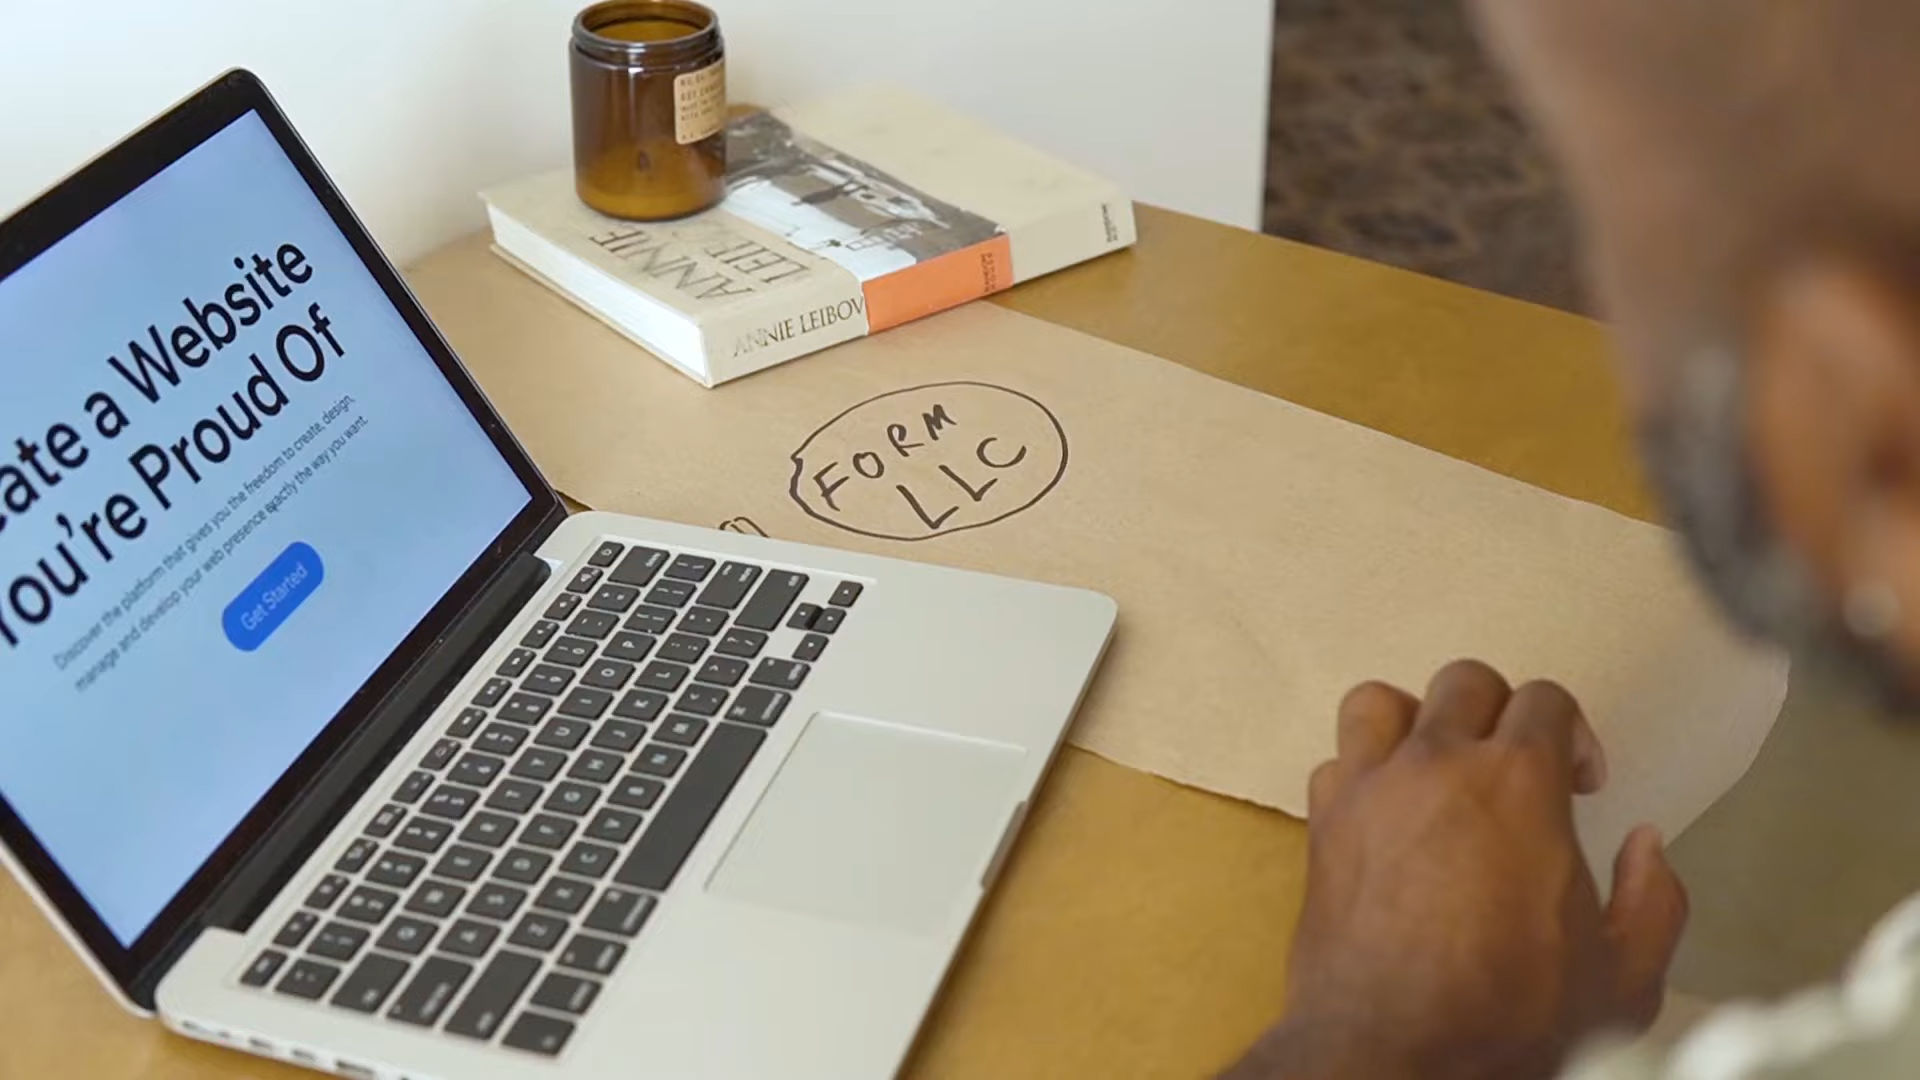 eate a Website
You're Proud Of
Discover the platform that gives you the freedom to create, design,
manage and develop your web presence exactly the way you want.
Get Started
ANNIE
LEIB
ANNIE LEIBOV
FORM
LLC